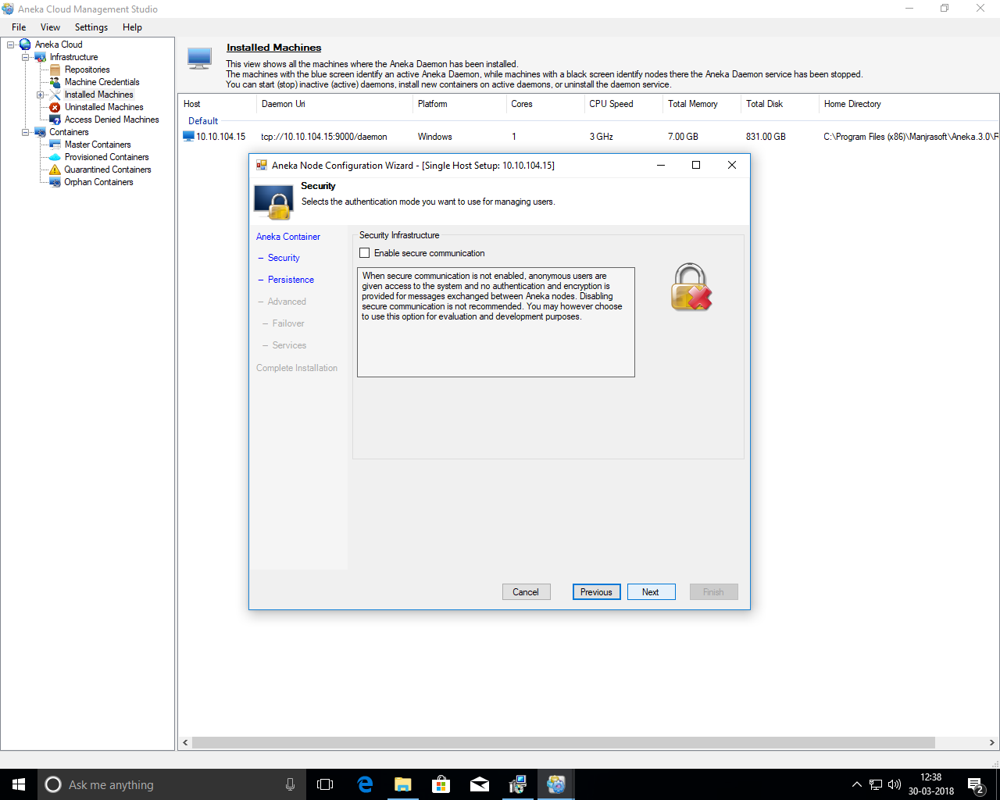 Aneka Cloud Management Studio
File View Settings Help
Aneka Cloud
Infrastructure
Repositories
Machine Credentials
Installed Machines
Uninstalled Machines
Access Denied Machines
Containers
Master Containers
Provisioned Containers
Quarantined Containers
Orphan Containers
Installed Machines
This view shows all the machines where the Aneka Daemon has been installed.
The machines with the blue screen identify an active Aneka Daemon, while machines with a black screen identify nodes there the Aneka Daemon service has been stopped.
You can start (stop) inactive (active) daemons, install new containers on active daemons, or uninstall the daemon service.
Host Daemon Uri Platform Cores CPU Speed Total Memory Total Disk Home Directory
Default
10.10.104.15 tcp://10.10.104.15:9000/daemon Windows 1 3 GHz 7.00 GB 831.00 GB C:\Program Files (x86)\Manjrasoft\Aneka.3.0\R
Aneka Node Configuration Wizard - [Single Host Setup: 10.10.104.15]
Security
Selects the authentication mode you want to use for managing users.
Aneka Container
– Security
– Persistence
– Advanced
– Failover
– Services
Complete Installation
Security Infrastructure
Enable secure communication
When secure communication is not enabled, anonymous users are
given access to the system and no authentication and encryption is
provided for messages exchanged between Aneka nodes. Disabling
secure communication is not recommended. You may however choose
to use this option for evaluation and development purposes.
Cancel Previous Next Finish
Ask me anything
12:38
30-03-2018
2